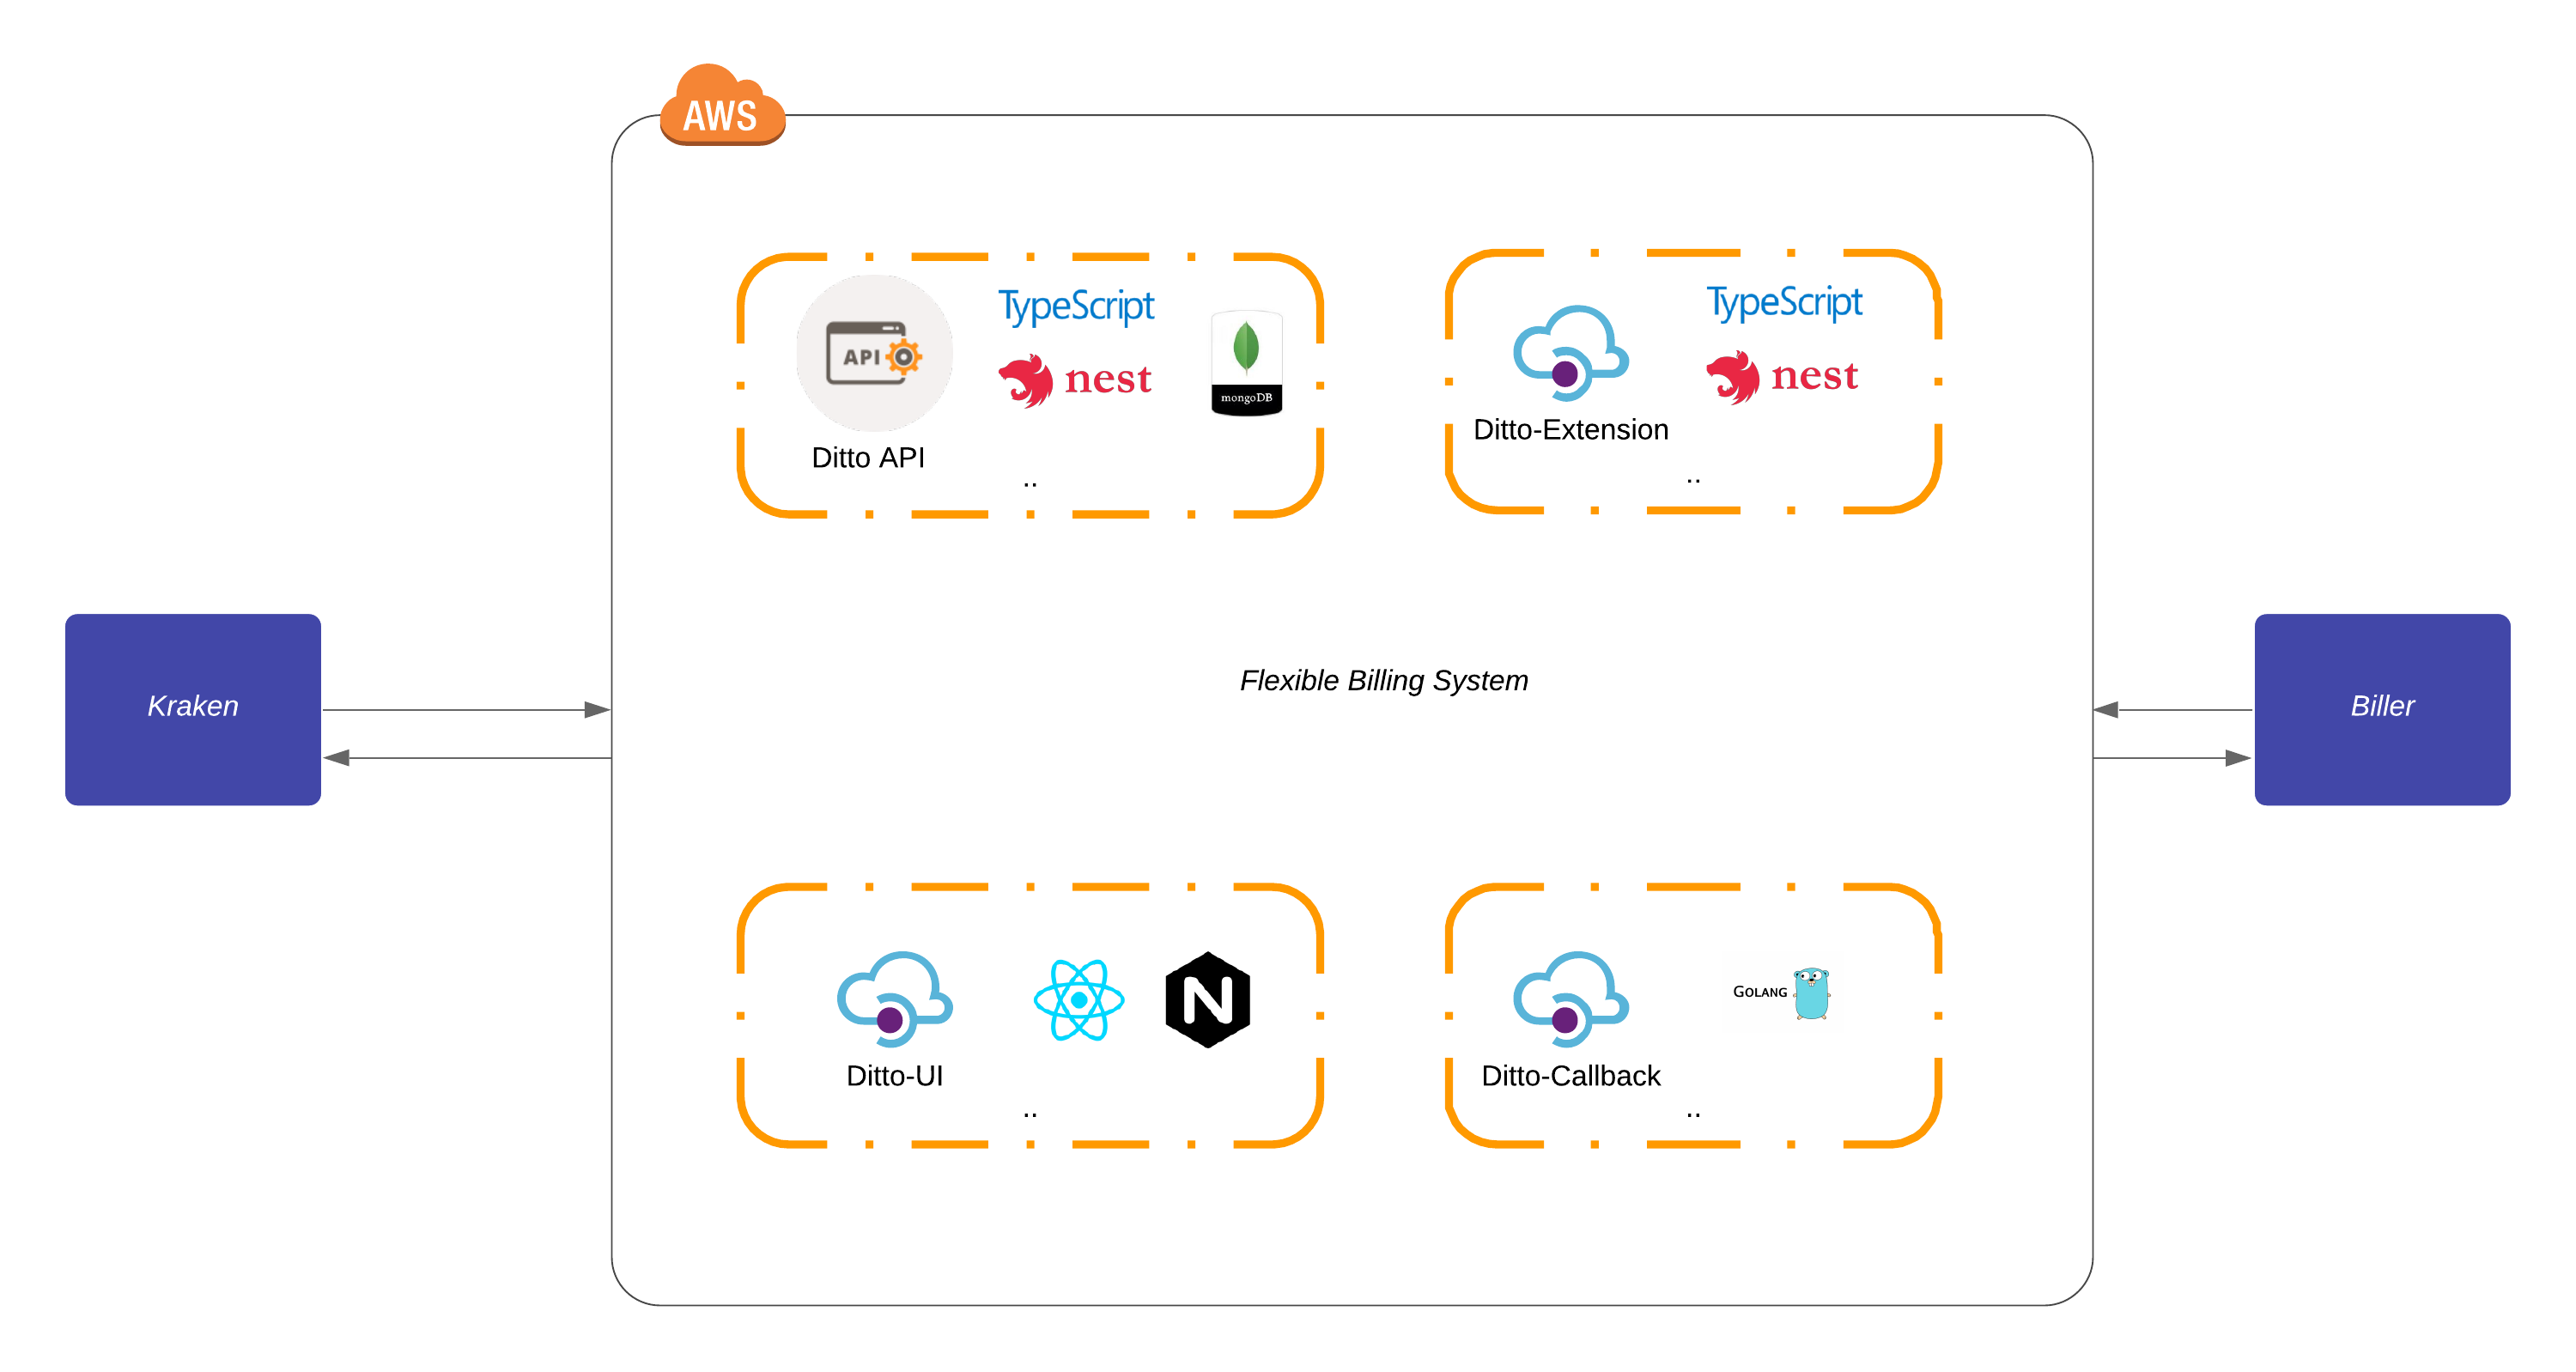 AWS
API
Ditto API
TypeScript
nest
mongoDB
..
Ditto-Extension
TypeScript
nest
..
Kraken
Flexible Billing System
Biller
Ditto-UI
N
..
Ditto-Callback
GOLANG
..